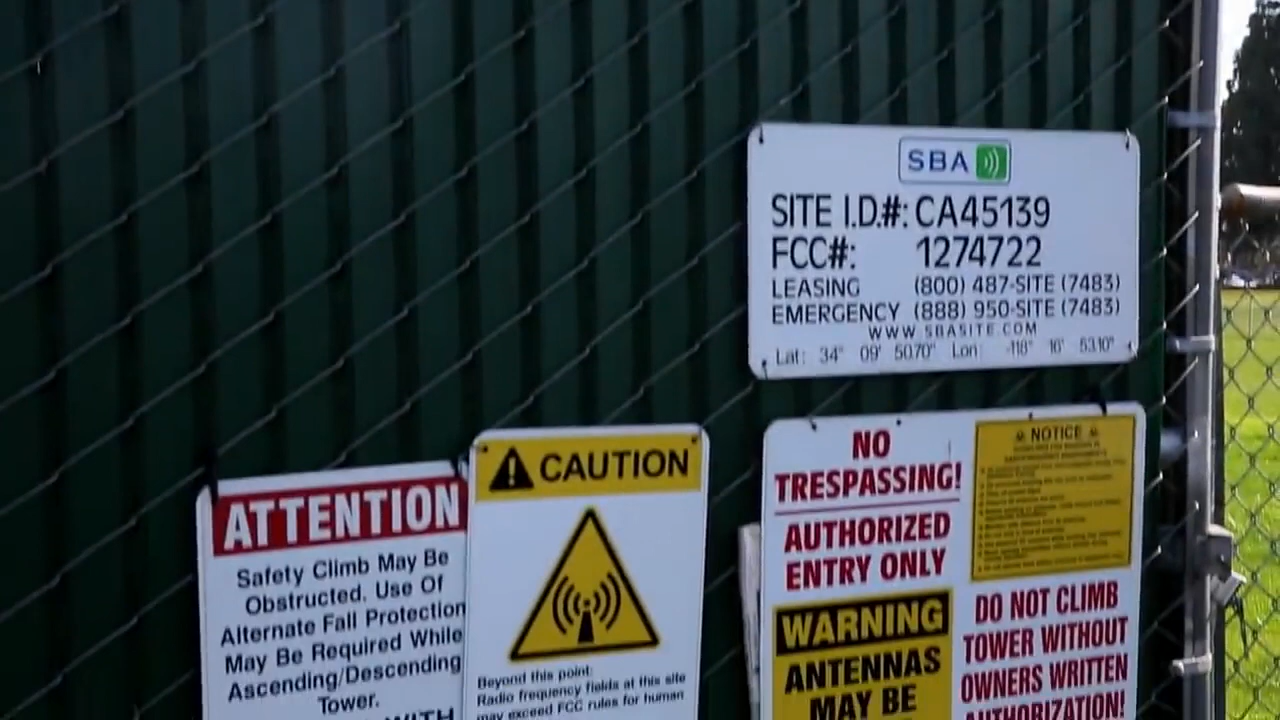 SBA
SITE I.D.#: CA45139
FCC#: 1274722
LEASING (800) 487-SITE (7483)
EMERGENCY (888) 950-SITE (7483)
WWW.SBASITE.COM
Lat: 34° 09' 50.70" Lon: -118° 16' 53.10"
ATTENTION
Safety Climb May Be
Obstructed. Use Of
Alternate Fall Protection
May Be Required While
Ascending/Descending
Tower.
WITH
CAUTION
Beyond this point:
Radio frequency fields at this site
may exceed FCC rules for human
NO
TRESPASSING!
AUTHORIZED
ENTRY ONLY
WARNING
ANTENNAS
MAY BE
NOTICE
DO NOT CLIMB
TOWER WITHOUT
OWNERS WRITTEN
AUTHORIZATION!